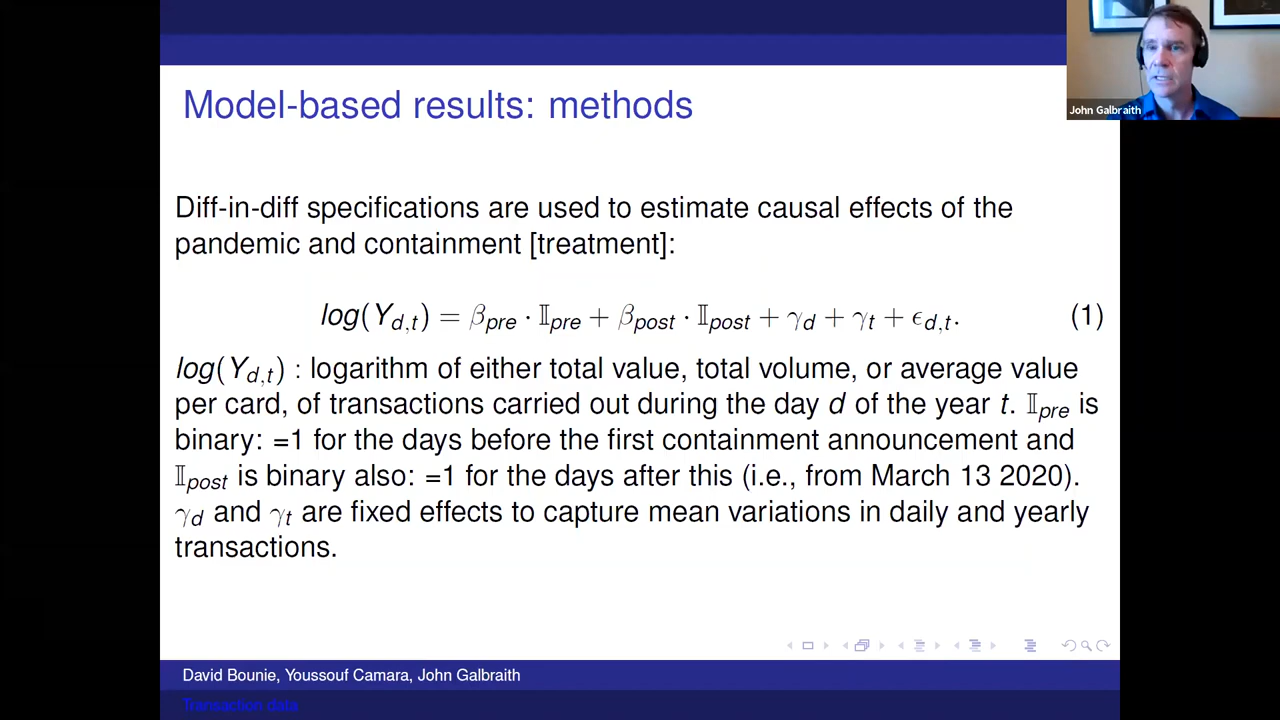 John Galbraith
Model-based results: methods
Diff-in-diff specifications are used to estimate causal effects of the
pandemic and containment [treatment]:
log(Y_{d,t}) = β_{pre} · 𝕀_{pre} + β_{post} · 𝕀_{post} + γ_d + γ_t + ϵ_{d,t}. (1)
log(Y_{d,t}) : logarithm of either total value, total volume, or average value
per card, of transactions carried out during the day d of the year t. 𝕀_{pre} is
binary: =1 for the days before the first containment announcement and
𝕀_{post} is binary also: =1 for the days after this (i.e., from March 13 2020).
γ_d and γ_t are fixed effects to capture mean variations in daily and yearly
transactions.
David Bounie, Youssouf Camara, John Galbraith
Transaction data